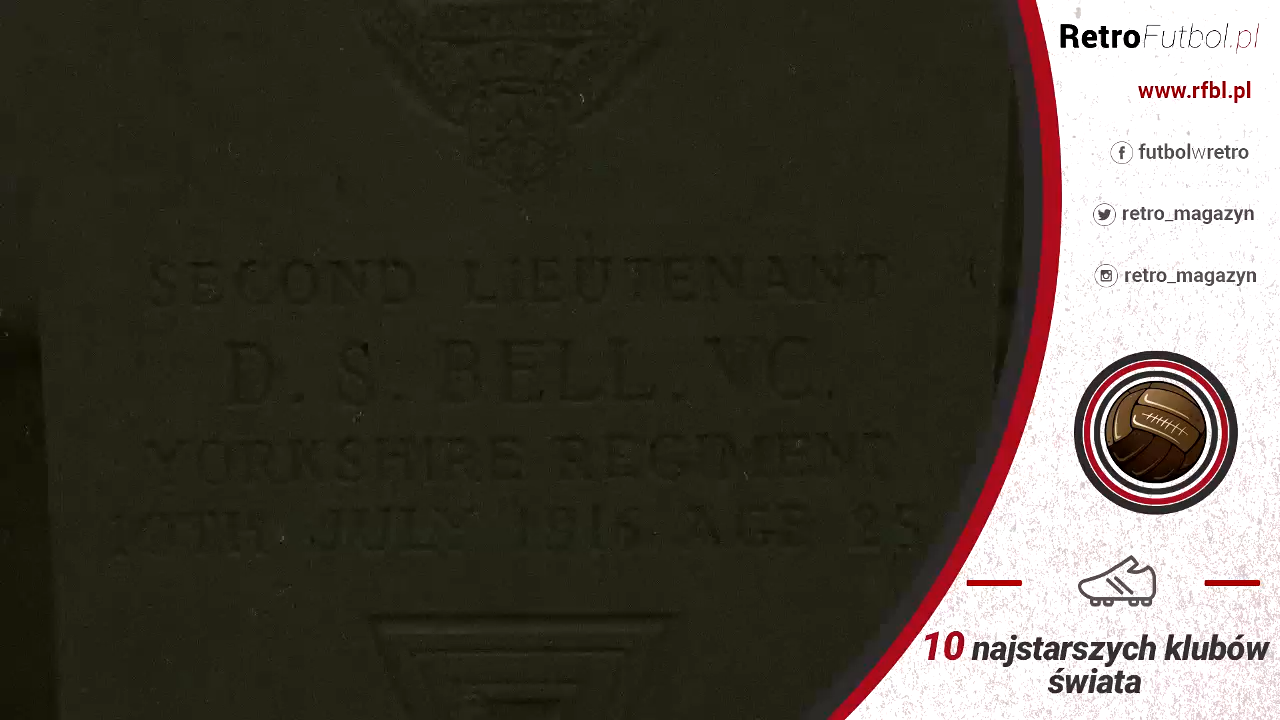 SECOND LIEUTENANT
D. S. BELL. VC.
YORKSHIRE REGIMENT
10TH JULY 1916 AGE 25
RetroFutbol.pl
www.rfbl.pl
futbolwretro
retro_magazyn
retro_magazyn
10 najstarszych klubów
świata